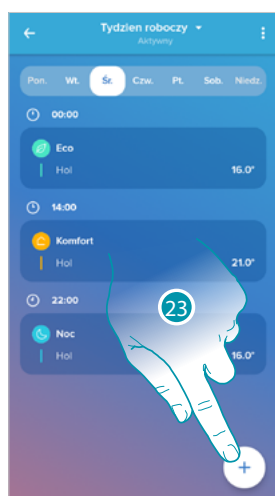 Tydzien roboczy
Aktywny
Pon. Wt. Śr. Czw. Pt. Sob. Niedz.
00:00
Eco
Hol 16.0°
14:00
Komfort
Hol 21.0°
22:00
23
Noc
Hol 16.0°
+